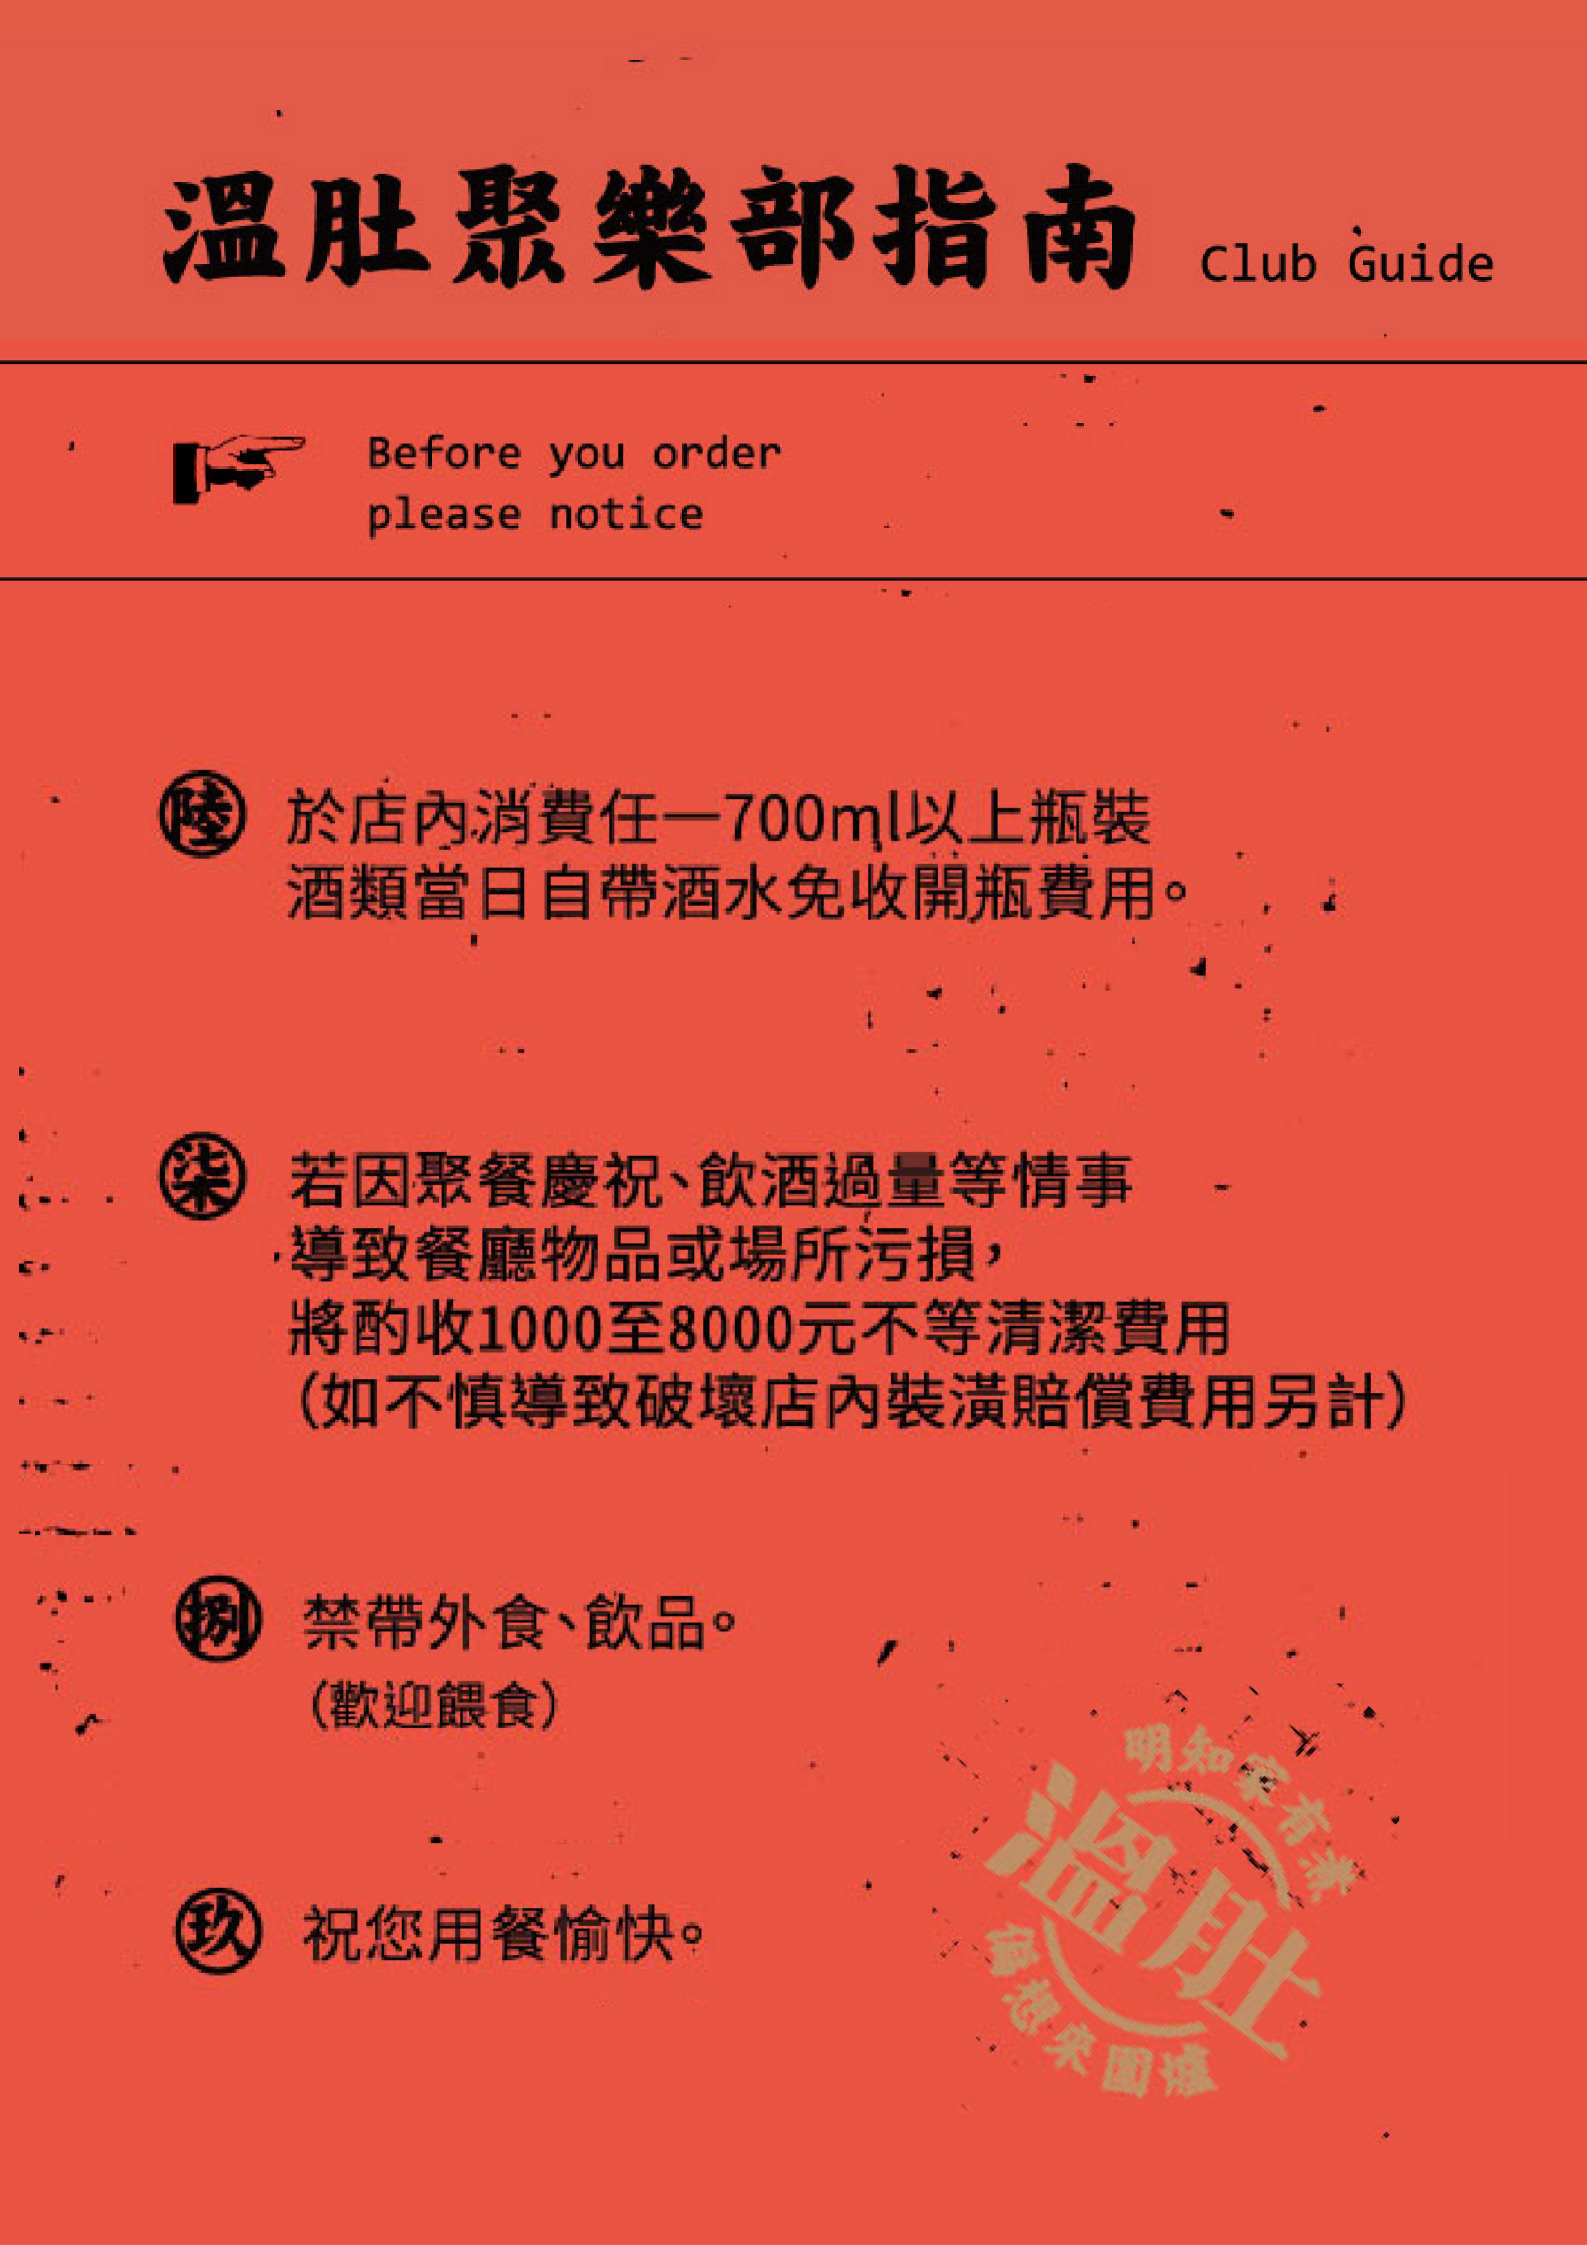 溫肚聚樂部指南 Club Guide
Before you order
please notice
陸 於店內消費任一700ml以上瓶裝
酒類當日自帶酒水免收開瓶費用。
柒 若因聚餐慶祝、飲酒過量等情事
導致餐廳物品或場所污損，
將酌收1000至8000元不等清潔費用
（如不慎導致破壞店內裝潢賠償費用另計）
捌 禁帶外食、飲品。
（歡迎餵食）
玖 祝您用餐愉快。
明知家有灶
溫肚
想來圍爐